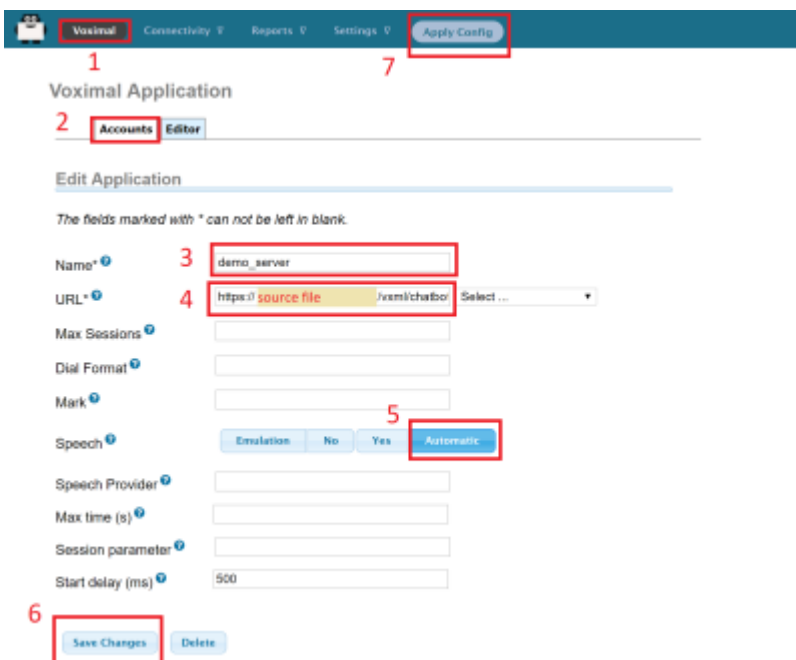 Voximal Connectivity Reports Settings Apply Config
1 7
Voximal Application
2 Accounts Editor
Edit Application
The fields marked with * can not be left in blank.
Name* 3 demo_server
URL* 4 https:// source file /vxml/chatbot Select ...
Max Sessions
Dial Format
Mark
5
Speech Emulation No Yes Automatic
Speech Provider
Max time (s)
Session parameter
Start delay (ms) 500
6
Save Changes Delete